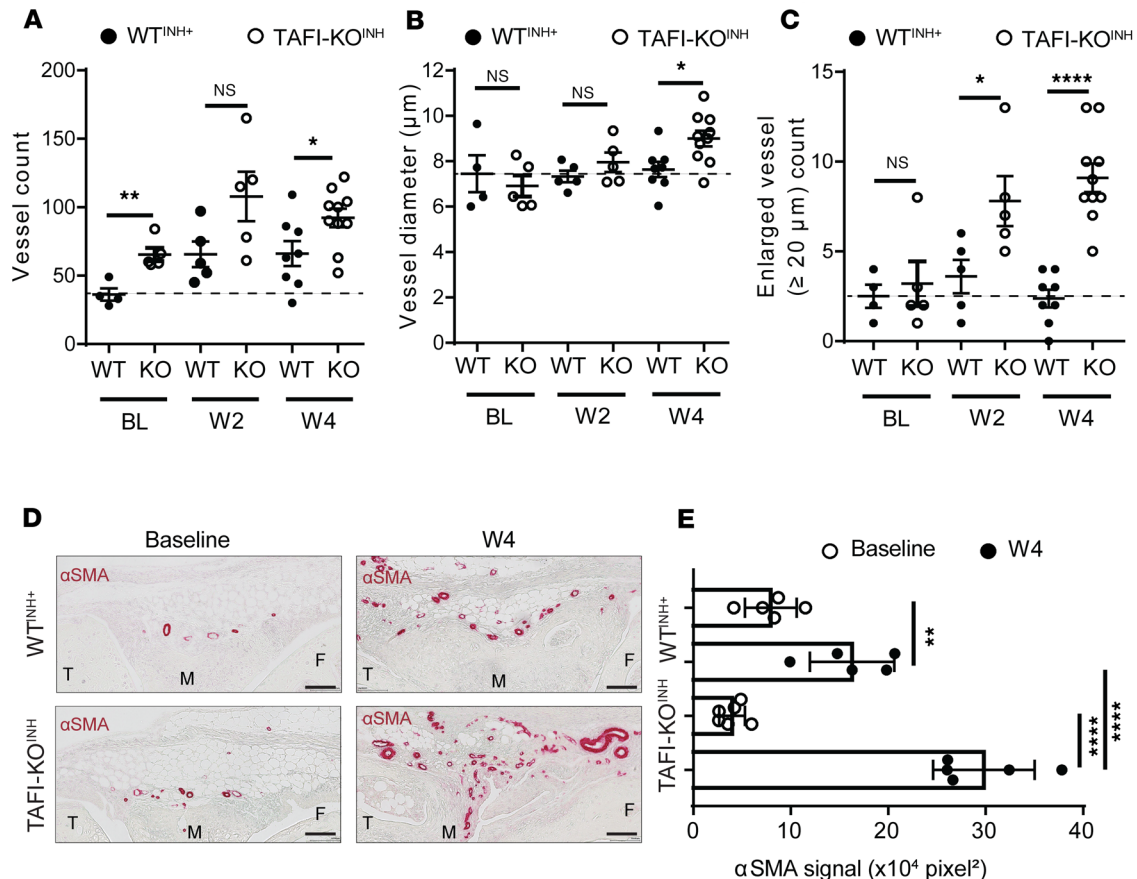 A
WT^INH+ TAFI-KO^INH
Vessel count
200
150
100
50
0
**
NS
*
WT KO WT KO WT KO
BL W2 W4
B
WT^INH+ TAFI-KO^INH
Vessel diameter (μm)
12
10
8
6
4
2
0
NS
NS
*
WT KO WT KO WT KO
BL W2 W4
C
WT^INH+ TAFI-KO^INH
Enlarged vessel
(≥ 20 μm) count
15
10
5
0
NS
*
****
WT KO WT KO WT KO
BL W2 W4
D
Baseline W4
WT^INH+
αSMA
T M F
αSMA
T M F
TAFI-KO^INH
αSMA
T M F
αSMA
T M F
E
Baseline W4
WT^INH+
TAFI-KO^INH
**
****
****
0 10 20 30 40
αSMA signal (x10⁴ pixel²)